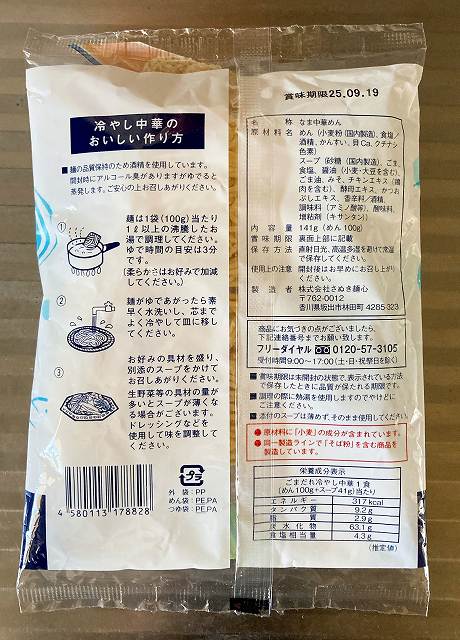 冷やし中華の
おいしい作り方
■麺の品質保持のため酒精を使用しています。
開封時にアルコール臭がありますがゆでると
蒸発します。ご安心の上お召しあがりください。
①
麺は1袋(100g)当たり
1ℓ以上の沸騰したお
湯で調理してください。
ゆで時間の目安は3分
です。
(柔らかさはお好みで加減
してください。)
②
麺がゆであがったら素
早く水洗いし、芯まで
よく冷やして皿に移し
てください。
③
お好みの具材を盛り、
別添のスープをかけて
お召しあがりください。
生野菜等の具材の量が
多いとスープが薄くな
る場合がございます。
ドレッシングなどを
使用して味を調整して
ください。
4 580113 178828
プラ
外袋:PP
めん袋:PE,PA
つゆ袋:PE,PA
賞味期限25.09.19
名称 なま中華めん
原材料名 めん(小麦粉(国内製造)、食塩/
酒精、かんすい、貝Ca、クチナシ
色素)
スープ(砂糖(国内製造)、ごま、
食塩、醤油(小麦・大豆を含む)、
ごま油、みそ、チキンエキス(鶏
肉を含む)、酵母エキス、かつお
ぶしエキス、香辛料/酒精、
調味料(アミノ酸等)、酸味料、
増粘剤(キサンタン)
内容量 141g(めん100g)
賞味期限 裏面上部に記載
保存方法 直射日光、高温多湿を避けて常温
で保存してください。
使用上の注意 開封後はお早めにお召し上がり
ください。
製造者 株式会社さぬき麺心
〒762-0012
香川県坂出市林田町4285-323
商品にお気づきの点がございましたら、
下記連絡番号までお願い致します。
フリーダイヤル 0120-57-3105
受付時間9:00~17:00(土・日・祝祭日を除く)
■賞味期限は未開封の状態で、表示されている方法
で保存したときに品質が保たれる期限です。
■調理の際に熱湯を使用しますのでやけどに
ご注意ください。
■添付のスープは薄めず、そのまま使用してください。
●原材料に「小麦」の成分が含まれています。
●同一製造ラインで「そば粉」を含む商品を
製造しています。
栄養成分表示
ごまだれ冷やし中華1食
(めん100g+スープ41g)当たり
エネルギー 317kcal
タンパク質 9.2g
脂質 2.9g
炭水化物 63.1g
食塩相当量 4.3g
(推定値)